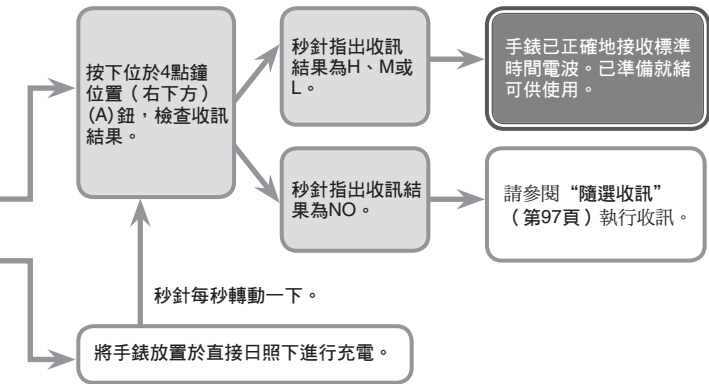 按下位於4點鐘
位置（右下方）
(A)鈕，檢查收訊
結果。
秒針指出收訊
結果為H、M或
L。
手錶已正確地接收標準
時間電波。已準備就緒
可供使用。
秒針指出收訊結
果為NO。
請參閱“隨選收訊”
（第97頁）執行收訊。
秒針每秒轉動一下。
將手錶放置於直接日照下進行充電。